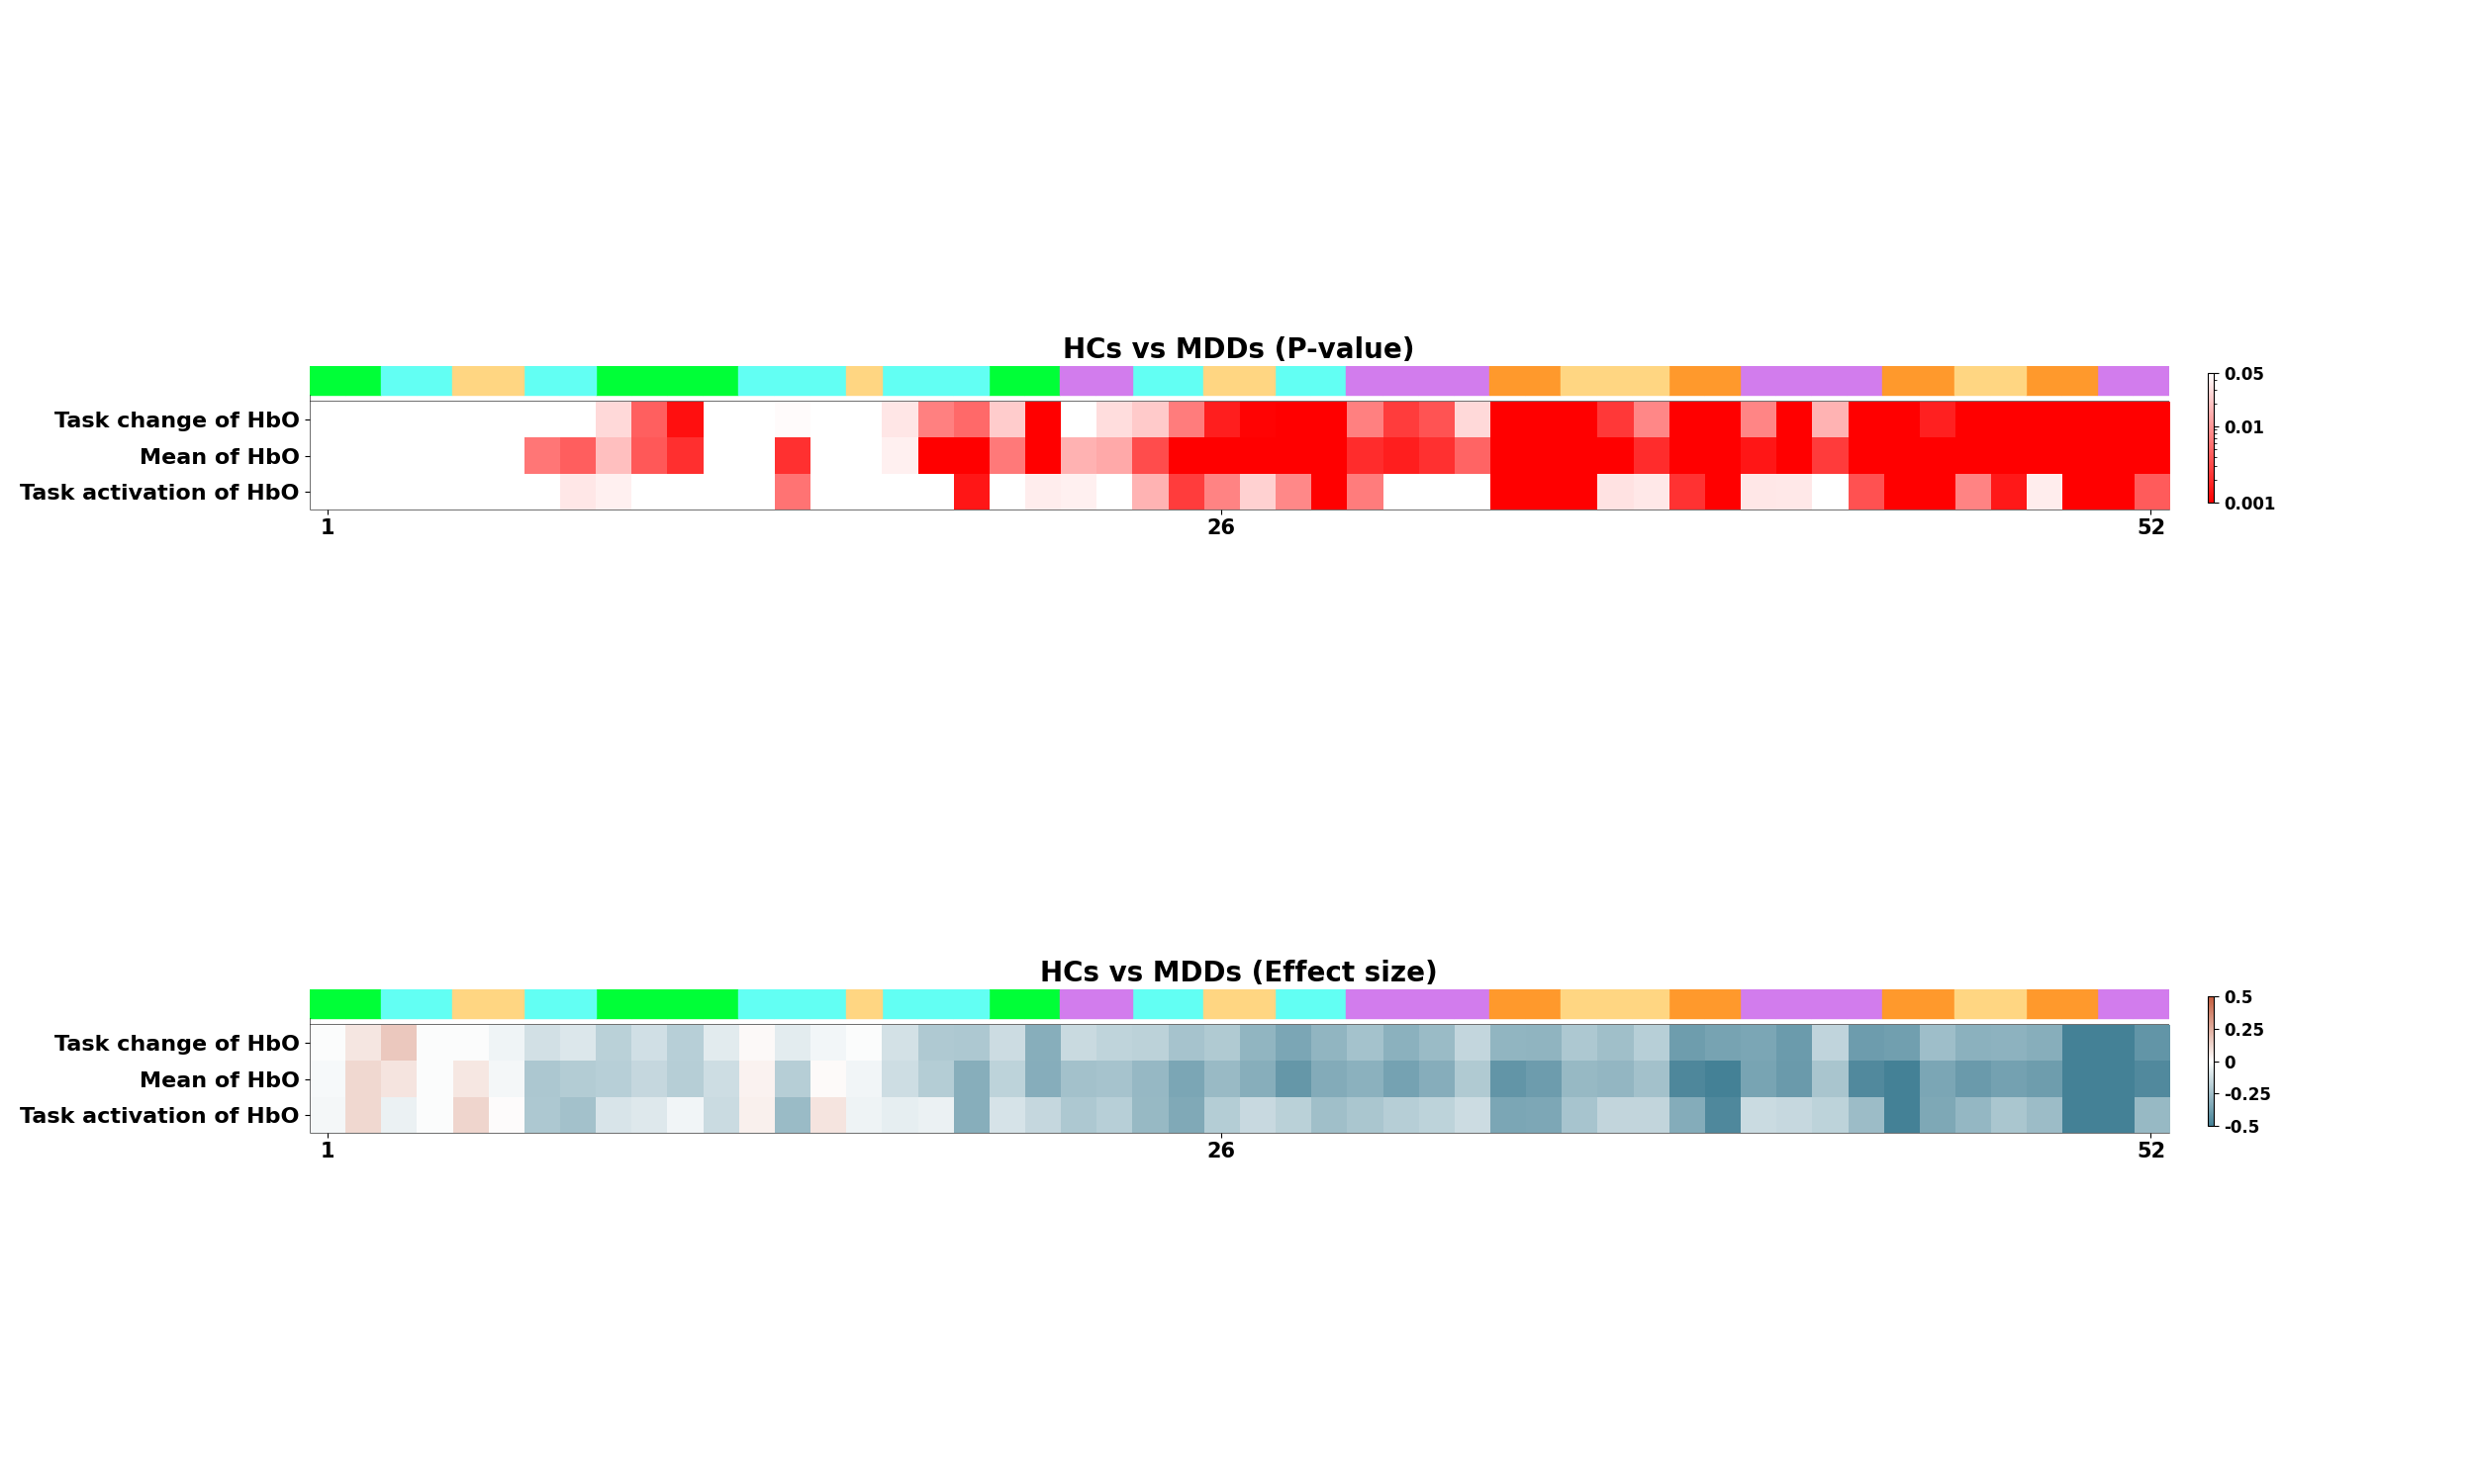 HCs vs MDDs (P-value)
Task change of HbO
Mean of HbO
Task activation of HbO
1 26 52
0.05
0.01
0.001
HCs vs MDDs (Effect size)
Task change of HbO
Mean of HbO
Task activation of HbO
1 26 52
0.5
0.25
0
-0.25
-0.5